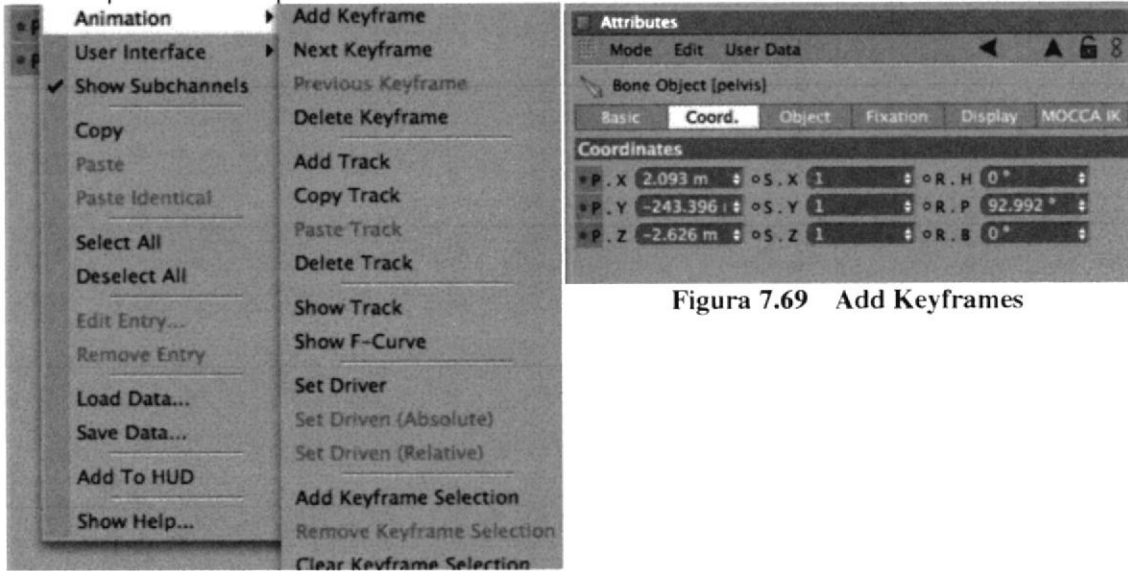 Animation
User Interface
Show Subchannels
Copy
Paste
Paste Identical
Select All
Deselect All
Edit Entry...
Remove Entry
Load Data...
Save Data...
Add To HUD
Show Help...
Add Keyframe
Next Keyframe
Previous Keyframe
Delete Keyframe
Add Track
Copy Track
Paste Track
Delete Track
Show Track
Show F-Curve
Set Driver
Set Driven (Absolute)
Set Driven (Relative)
Add Keyframe Selection
Remove Keyframe Selection
Clear Keyframe Selection
Attributes
Mode Edit User Data
Bone Object [pelvis]
Basic Coord. Object Fixation Display MOCCA IK
Coordinates
P . X 2.093 m S . X 1 R . H 0°
P . Y -243.396 S . Y 1 R . P 92.992 °
P . Z -2.626 m S . Z 1 R . B 0°
Figura 7.69 Add Keyframes